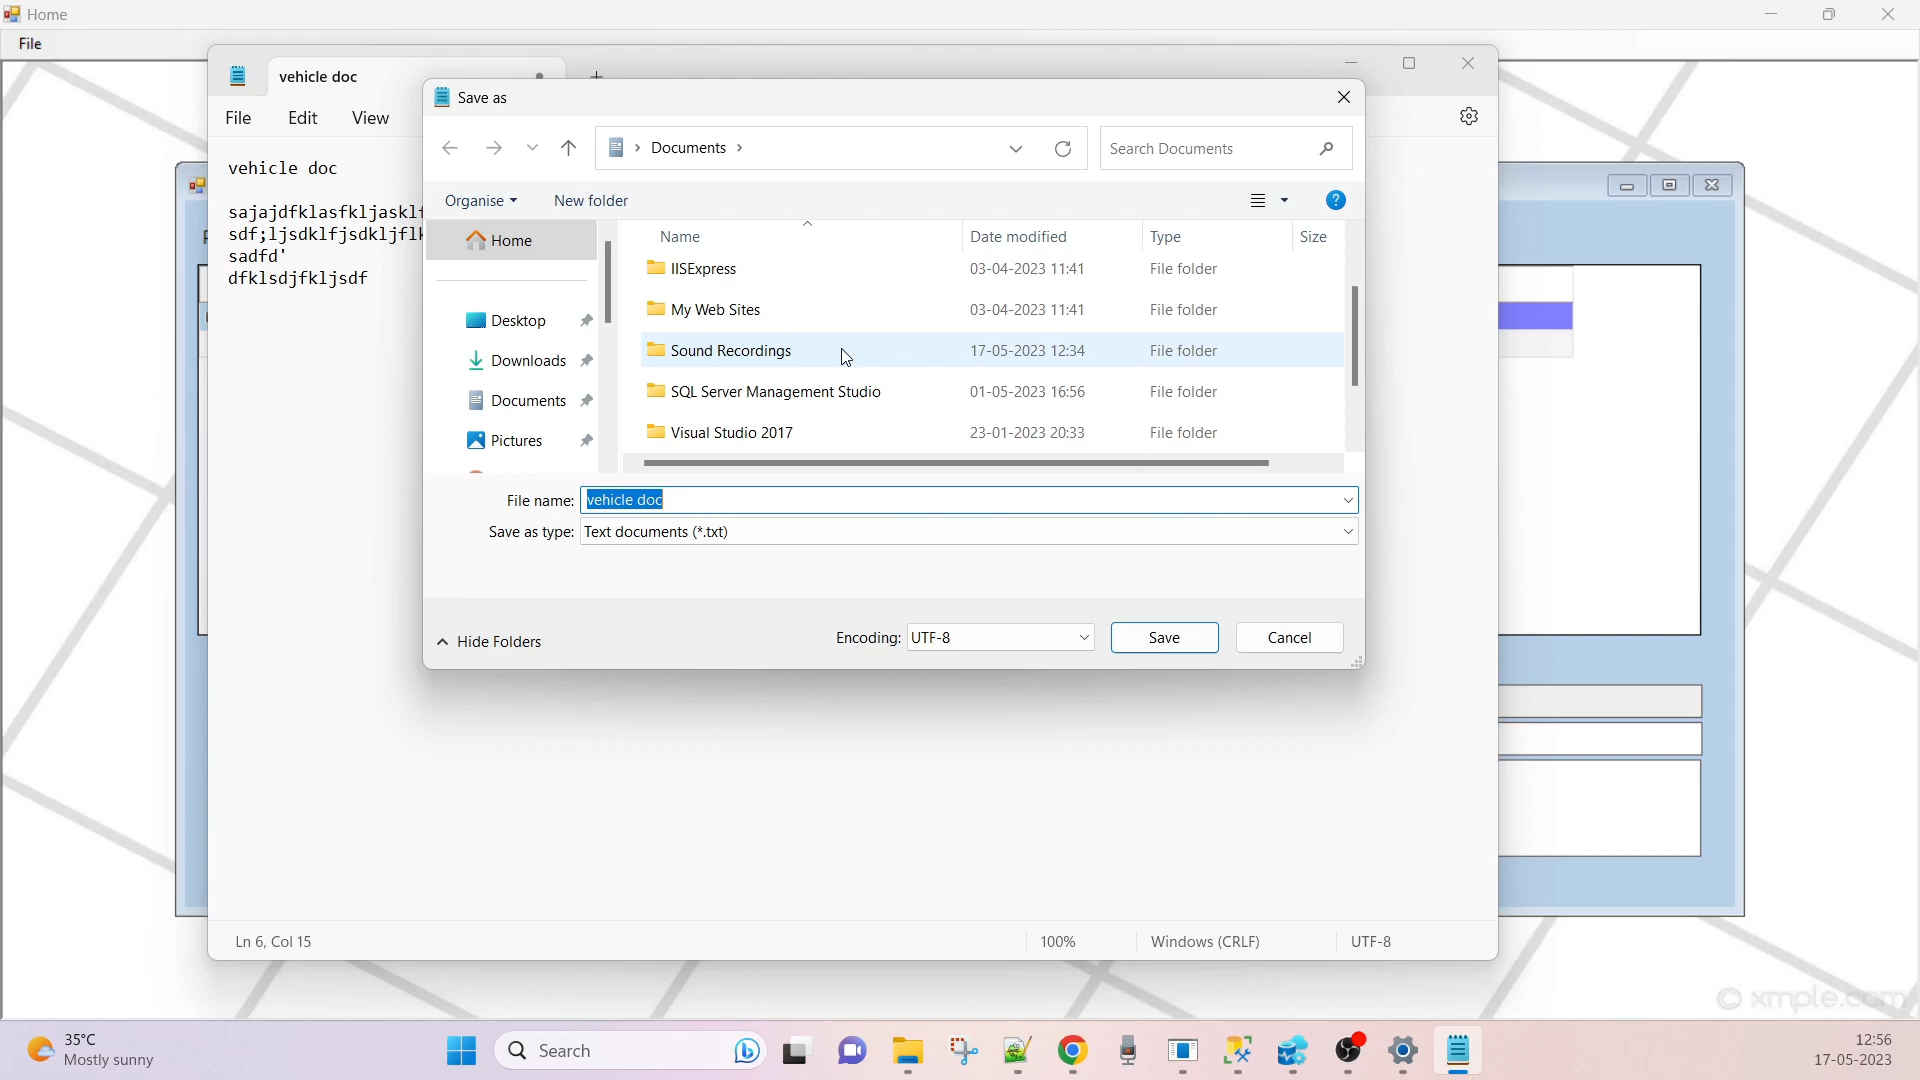 Home
File
vehicle doc
File Edit View
vehicle doc
sajajdfklasfkljasklf
sdf;ljsdklfjsdkljflk
sadfd'
dfklsdjfkljsdf
Save as
Documents
Search Documents
Organise New folder
Home
Desktop
Downloads
Documents
Pictures
Name Date modified Type Size
IISExpress 03-04-2023 11:41 File folder
My Web Sites 03-04-2023 11:41 File folder
Sound Recordings 17-05-2023 12:34 File folder
SQL Server Management Studio 01-05-2023 16:56 File folder
Visual Studio 2017 23-01-2023 20:33 File folder
File name: vehicle doc
Save as type: Text documents (*.txt)
Hide Folders
Encoding: UTF-8 Save Cancel
Ln 6, Col 15 100% Windows (CRLF) UTF-8
© xmple.com
35°C
Mostly sunny
Search
12:56
17-05-2023